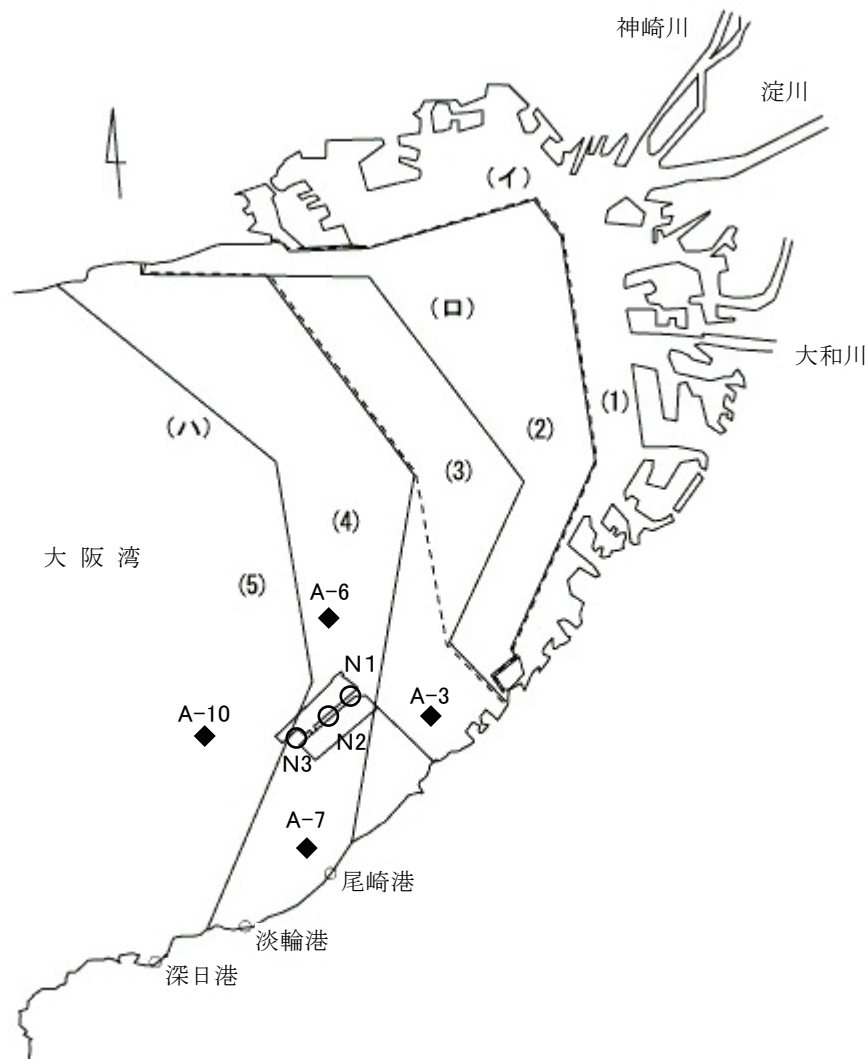 神崎川
淀川
(イ)
(ロ)
大和川
(1)
(ハ)
(2)
(3)
(4)
大 阪 湾
(5)
A-6
N1
A-3
A-10
N2
N3
A-7
尾崎港
淡輪港
深日港